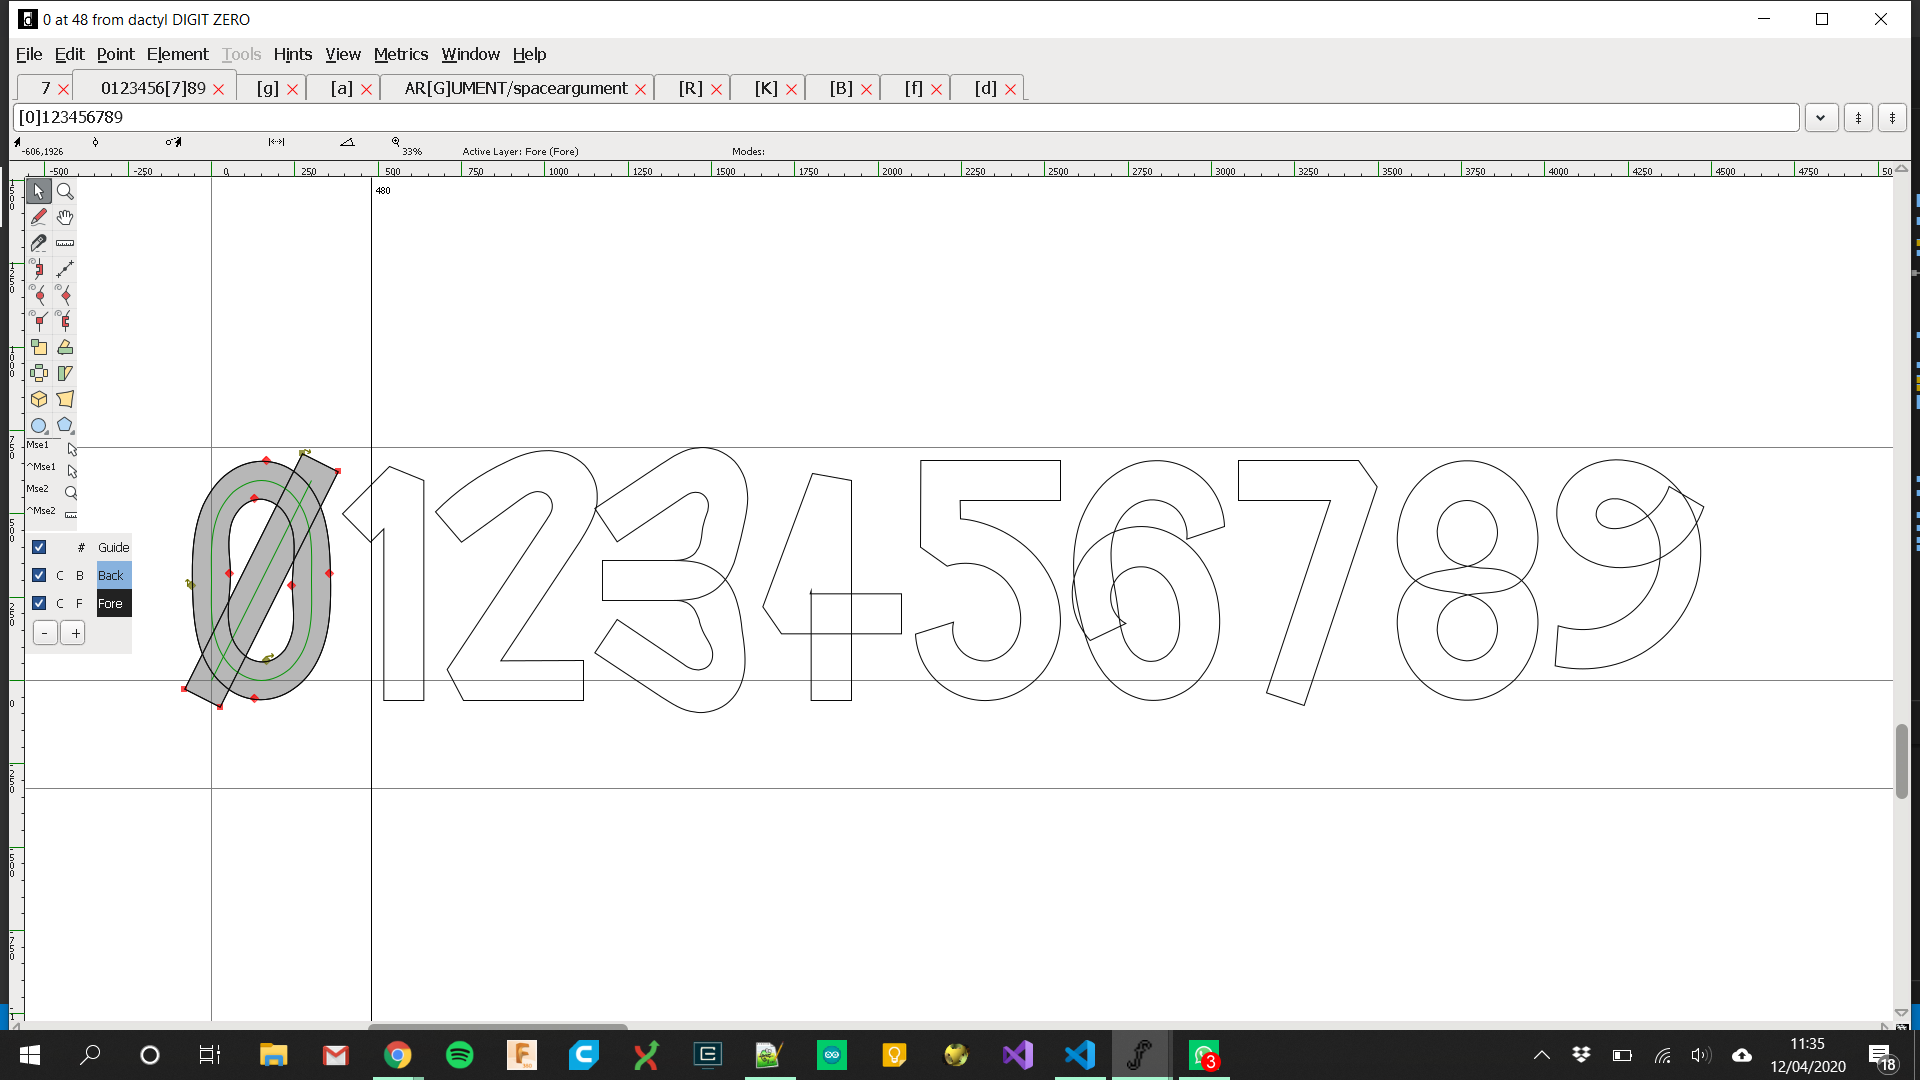 0 at 48 from dactyl DIGIT ZERO
File Edit Point Element Tools Hints View Metrics Window Help
7 0123456[7]89 [g] [a] AR[G]UMENT/spaceargument [R] [K] [B] [f] [d]
[0]123456789
-606,1926 33% Active Layer: Fore (Fore) Modes:
-500 -250 0 250 500 750 1000 1250 1500 1750 2000 2250 2500 2750 3000 3250 3500 3750 4000 4250 4500 4750 50
480
Mse1
^Mse1
Mse2
^Mse2
# Guide
C B Back
C F Fore
- +
0123456789
11:35
12/04/2020
3
18